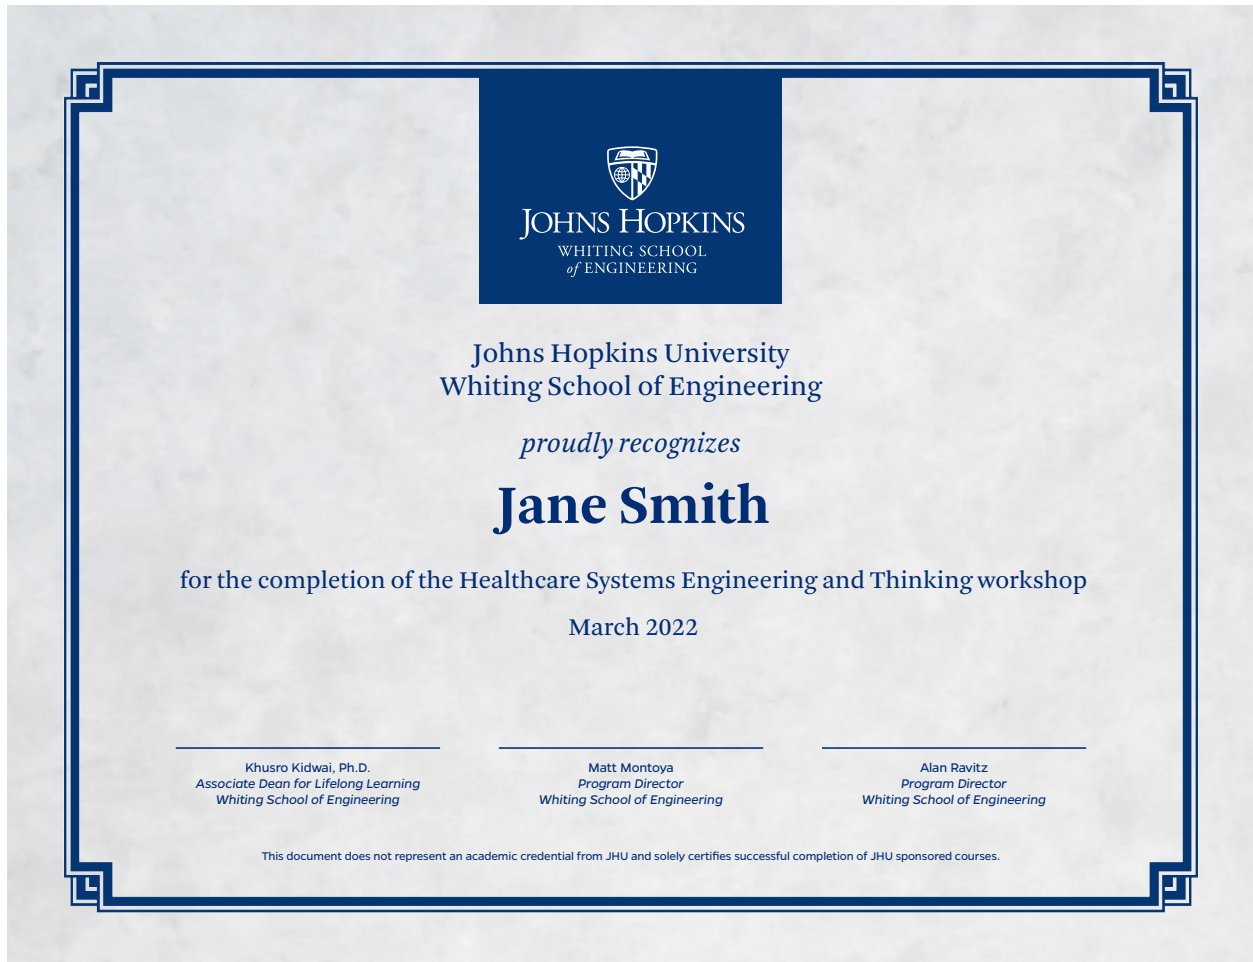 JOHNS HOPKINS
WHITING SCHOOL
of ENGINEERING
Johns Hopkins University
Whiting School of Engineering
proudly recognizes
Jane Smith
for the completion of the Healthcare Systems Engineering and Thinking workshop
March 2022
Khusro Kidwai, Ph.D.
Associate Dean for Lifelong Learning
Whiting School of Engineering
Matt Montoya
Program Director
Whiting School of Engineering
Alan Ravitz
Program Director
Whiting School of Engineering
This document does not represent an academic credential from JHU and solely certifies successful completion of JHU sponsored courses.